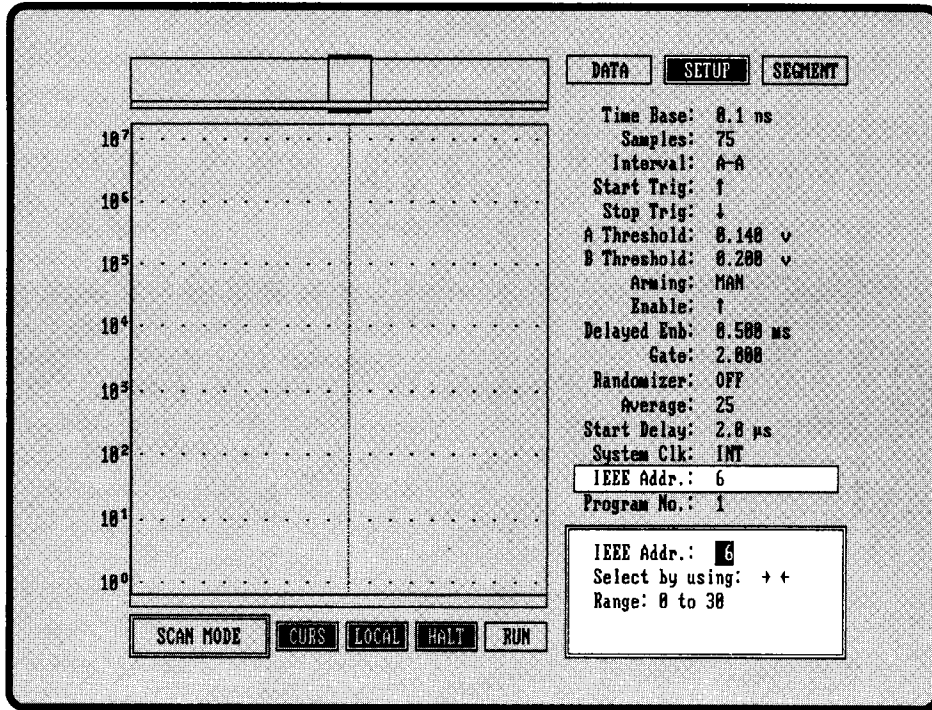 DATA SETUP SEGMENT
Time Base: 0.1 ns
Samples: 75
Interval: A-A
Start Trig: ↑
Stop Trig: ↓
A Threshold: 0.140 v
B Threshold: 0.200 v
Arming: MAN
Enable: ↑
Delayed Enb: 0.500 ms
Gate: 2.000
Randomizer: OFF
Average: 25
Start Delay: 2.0 µs
System Clk: INT
IEEE Addr.: 6
Program No.: 1
IEEE Addr.: 6
Select by using: → ←
Range: 0 to 30
10⁷
10⁶
10⁵
10⁴
10³
10²
10¹
10⁰
SCAN MODE CURS LOCAL HALT RUN